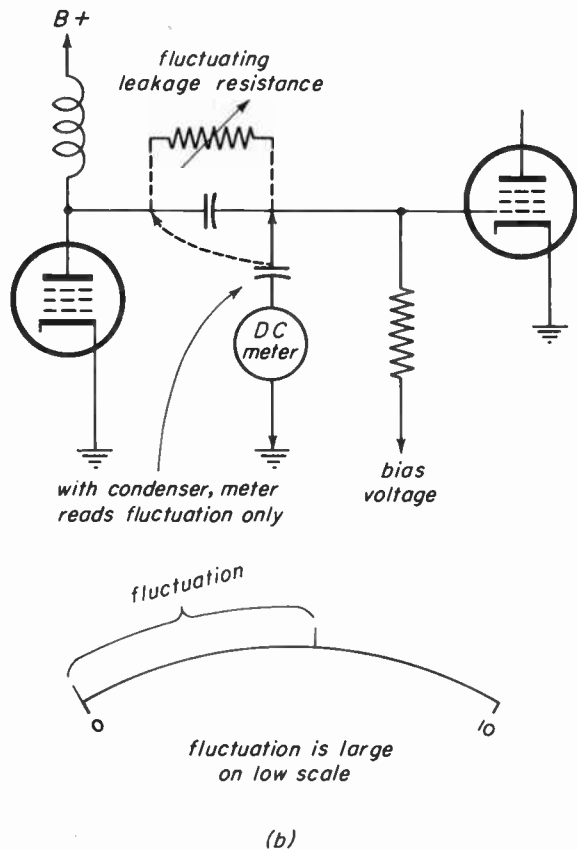 B+
fluctuating
leakage resistance
DC
meter
with condenser, meter
reads fluctuation only
bias
voltage
fluctuation
0
10
fluctuation is large
on low scale
(b)